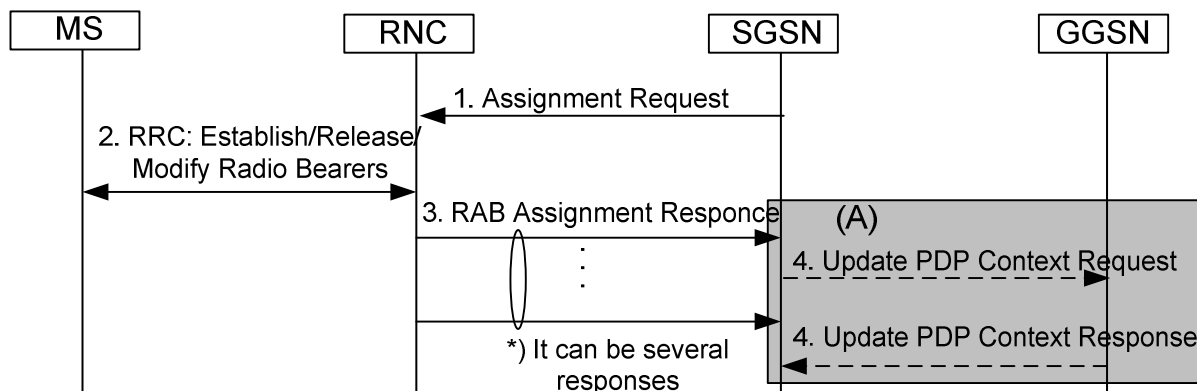 MS
RNC
SGSN
GGSN
1. Assignment Request
2. RRC: Establish/Release/
Modify Radio Bearers
3. RAB Assignment Responce
(A)
4. Update PDP Context Request
4. Update PDP Context Response
*) It can be several
responses